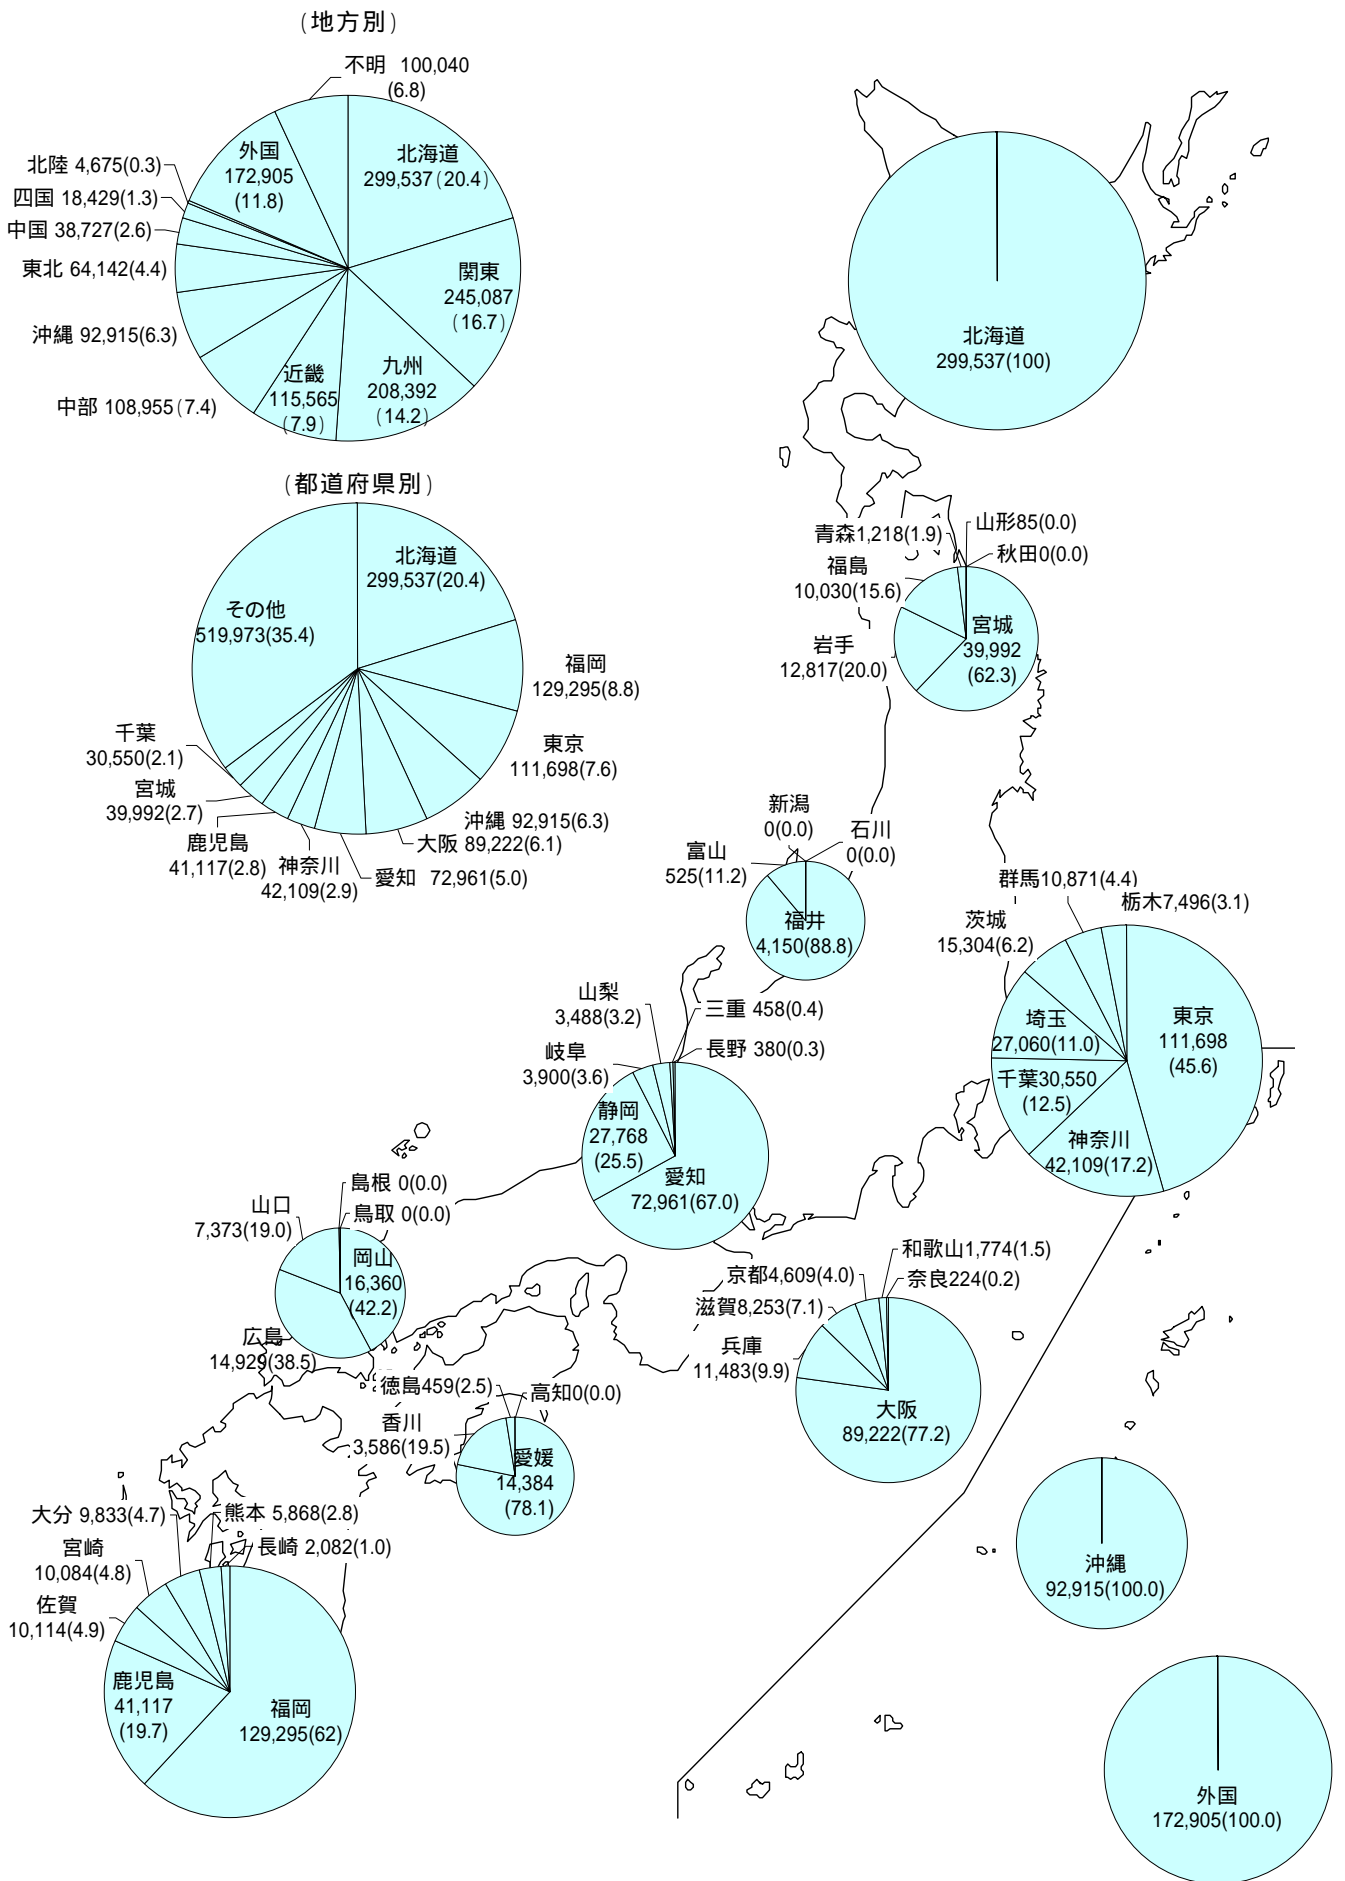 (地方別)
不明 100,040
(6.8)
北海道
299,537(20.4)
関東
245,087
(16.7)
九州
208,392
(14.2)
近畿
115,565
(7.9)
中部 108,955(7.4)
沖縄 92,915(6.3)
東北 64,142(4.4)
中国 38,727(2.6)
四国 18,429(1.3)
北陸 4,675(0.3)
外国
172,905
(11.8)
(都道府県別)
北海道
299,537(20.4)
福岡
129,295(8.8)
東京
111,698(7.6)
沖縄 92,915(6.3)
大阪 89,222(6.1)
愛知 72,961(5.0)
神奈川
42,109(2.9)
鹿児島
41,117(2.8)
宮城
39,992(2.7)
千葉
30,550(2.1)
その他
519,973(35.4)
北海道
299,537(100)
山形85(0.0)
秋田0(0.0)
青森1,218(1.9)
福島
10,030(15.6)
岩手
12,817(20.0)
宮城
39,992
(62.3)
新潟
0(0.0)
石川
0(0.0)
富山
525(11.2)
福井
4,150(88.8)
群馬10,871(4.4)
栃木7,496(3.1)
茨城
15,304(6.2)
埼玉
27,060(11.0)
千葉30,550
(12.5)
神奈川
42,109(17.2)
東京
111,698
(45.6)
山梨
3,488(3.2)
三重 458(0.4)
長野 380(0.3)
岐阜
3,900(3.6)
静岡
27,768
(25.5)
愛知
72,961(67.0)
島根 0(0.0)
鳥取 0(0.0)
山口
7,373(19.0)
岡山
16,360
(42.2)
広島
14,929(38.5)
和歌山1,774(1.5)
奈良224(0.2)
京都4,609(4.0)
滋賀8,253(7.1)
兵庫
11,483(9.9)
大阪
89,222(77.2)
徳島459(2.5)
高知0(0.0)
香川
3,586(19.5)
愛媛
14,384
(78.1)
大分 9,833(4.7)
熊本 5,868(2.8)
長崎 2,082(1.0)
宮崎
10,084(4.8)
佐賀
10,114(4.9)
鹿児島
41,117
(19.7)
福岡
129,295(62)
沖縄
92,915(100.0)
外国
172,905(100.0)